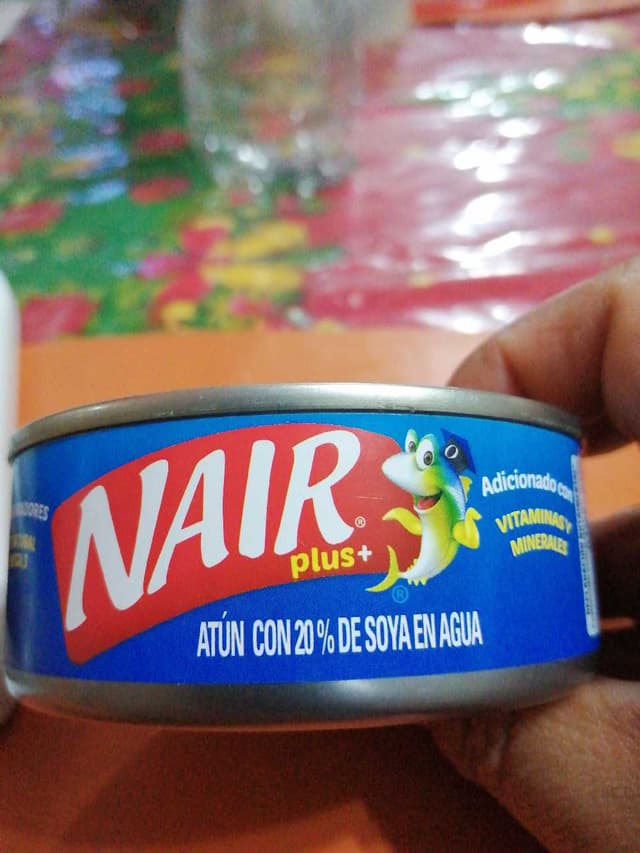 NAIR
plus+
Adicionado con
VITAMINAS Y
MINERALES
ATÚN CON 20 % DE SOYA EN AGUA